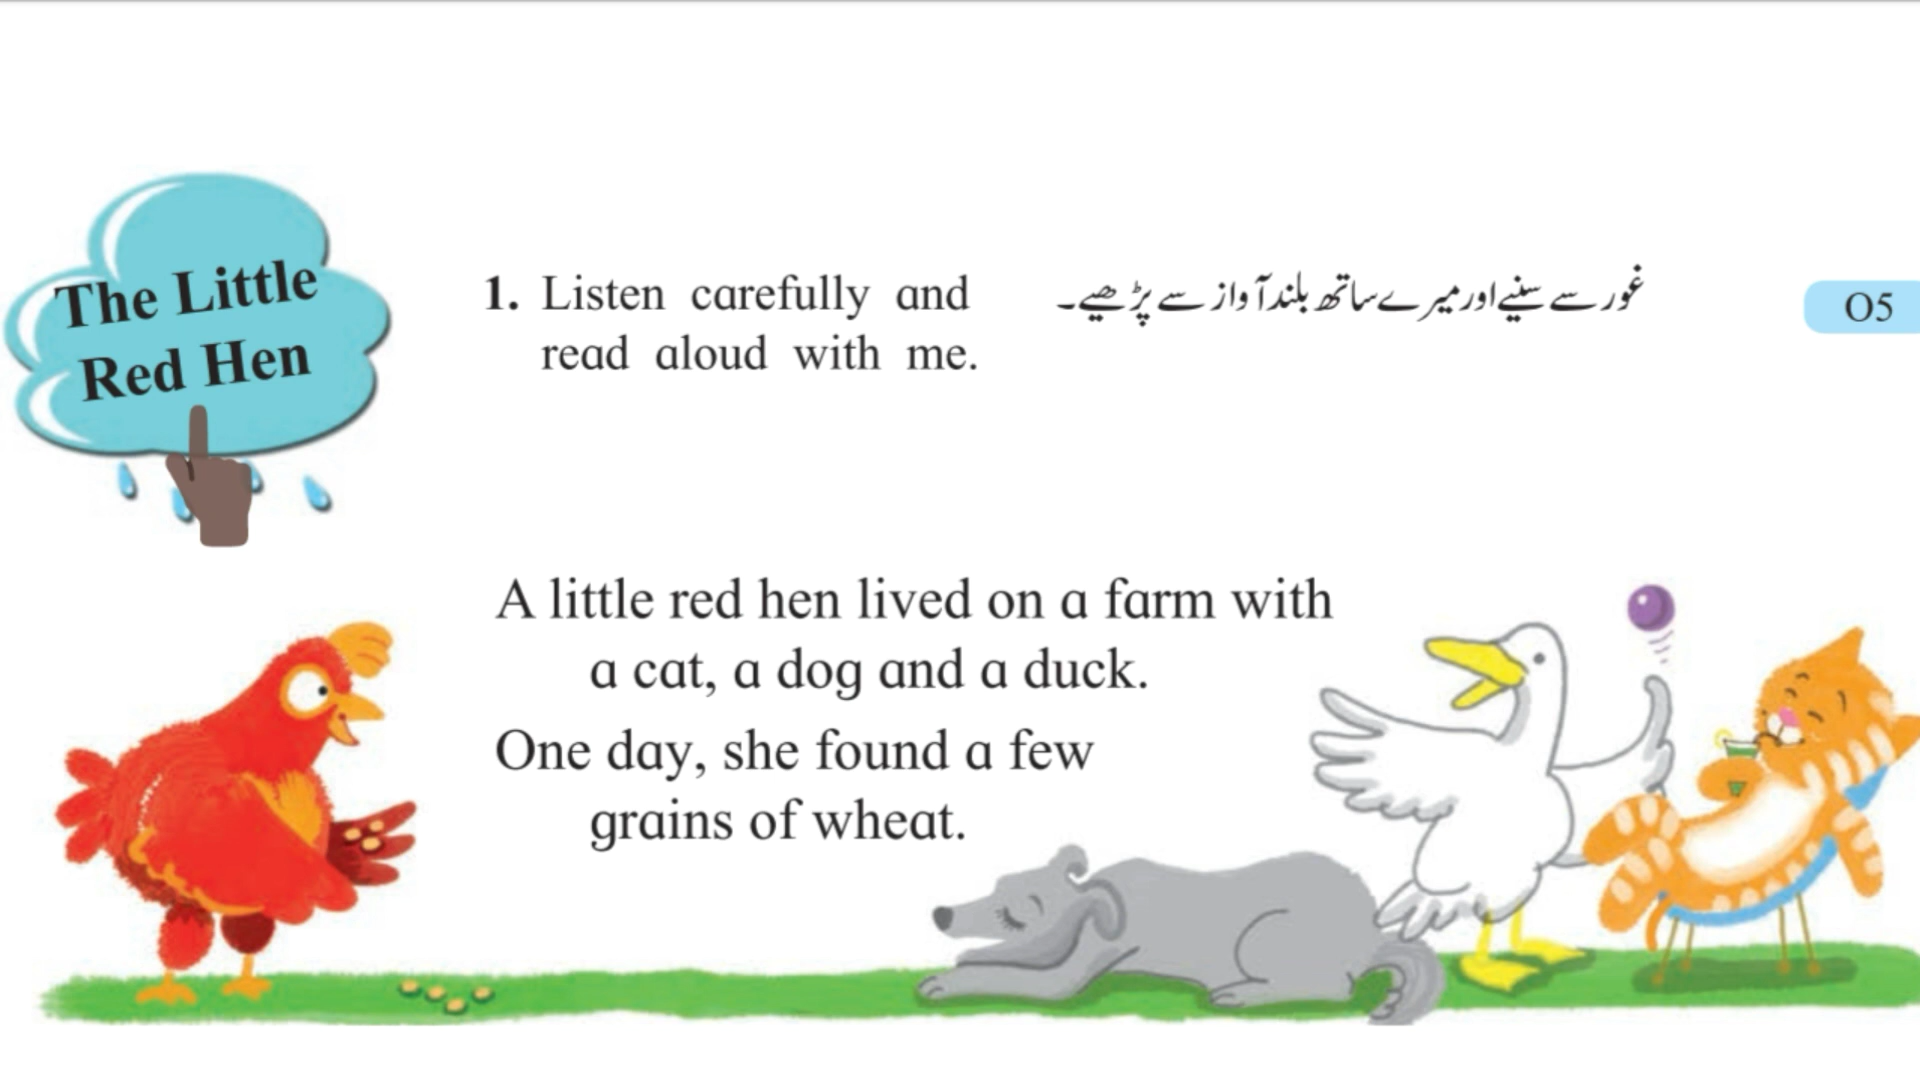 The Little
Red Hen
1. Listen carefully and
read aloud with me.
غور سے سنیے اور میرے ساتھ بلند آواز سے پڑھیے۔
O5
A little red hen lived on a farm with
a cat, a dog and a duck.
One day, she found a few
grains of wheat.